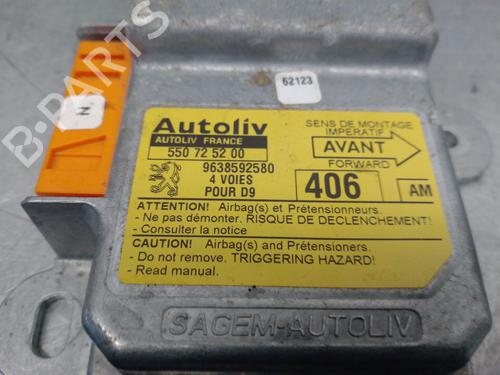 B-PARTS
62123
N
Autoliv
AUTOLIV FRANCE
550 72 52 00
9638592580
4 VOIES
POUR D9
SENS DE MONTAGE
IMPERATIF
AVANT
FORWARD
406
AM
ATTENTION! Airbag(s) et Prétensionneurs.
- Ne pas démonter. RISQUE DE DECLENCHEMENT!
- Consulter la notice
CAUTION! Airbag(s) and Prétensioners.
- Do not remove. TRIGGERING HAZARD!
- Read manual.
SAGEM-AUTOLIV